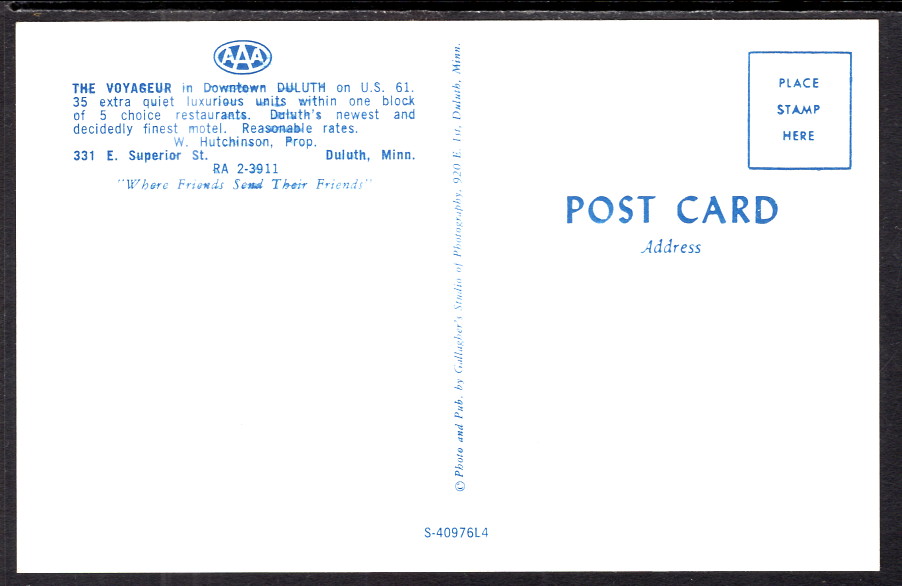 AAA
THE VOYAGEUR in Downtown DULUTH on U.S. 61.
35 extra quiet luxurious units within one block
of 5 choice restaurants. Duluth's newest and
decidedly finest motel. Reasonable rates.
W. Hutchinson, Prop.
331 E. Superior St. Duluth, Minn.
RA 2-3911
"Where Friends Send Their Friends"
© Photo and Pub. by Gallagher's Studio of Photography, 920 E. 1st, Duluth, Minn.
S-40976L4
PLACE
STAMP
HERE
POST CARD
Address